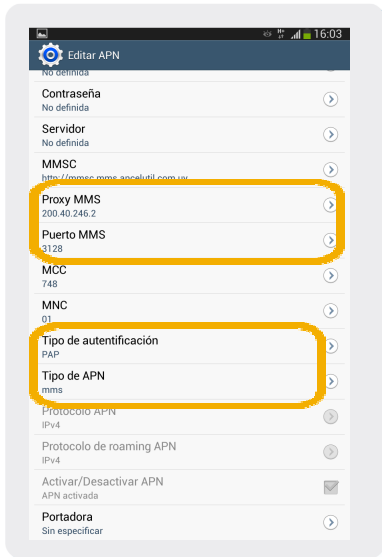 16:03
Editar APN
No definida
Contraseña
No definida
Servidor
No definida
MMSC
http://mmsc.mms.ancelutil.com.uy
Proxy MMS
200.40.246.2
Puerto MMS
3128
MCC
748
MNC
01
Tipo de autentificación
PAP
Tipo de APN
mms
Protocolo APN
IPv4
Protocolo de roaming APN
IPv4
Activar/Desactivar APN
APN activada
Portadora
Sin especificar